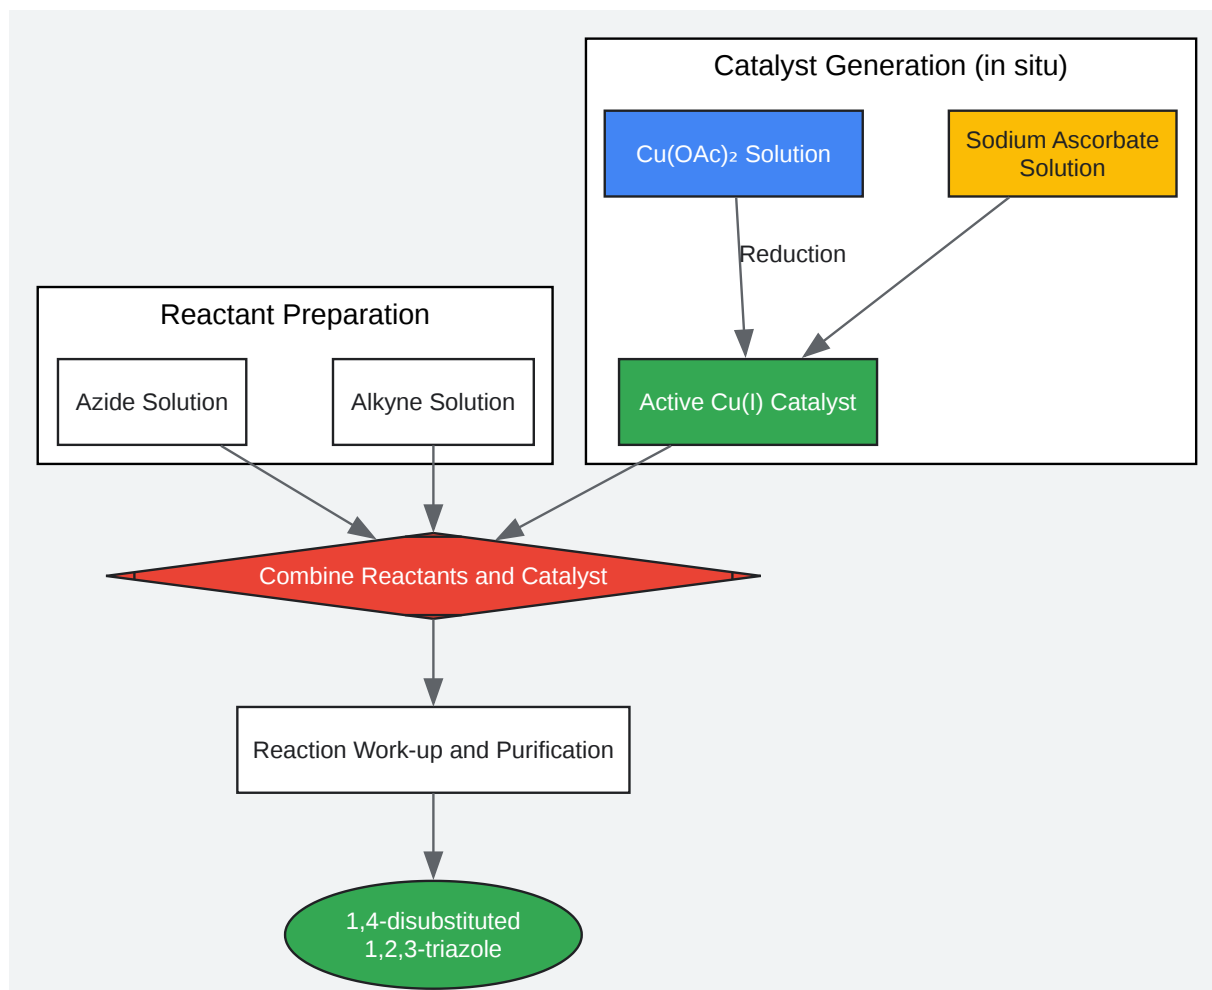 Catalyst Generation (in situ)
Cu(OAc)₂ Solution
Sodium Ascorbate
Solution
Reduction
Reactant Preparation
Azide Solution
Alkyne Solution
Active Cu(I) Catalyst
Combine Reactants and Catalyst
Reaction Work-up and Purification
1,4-disubstituted
1,2,3-triazole